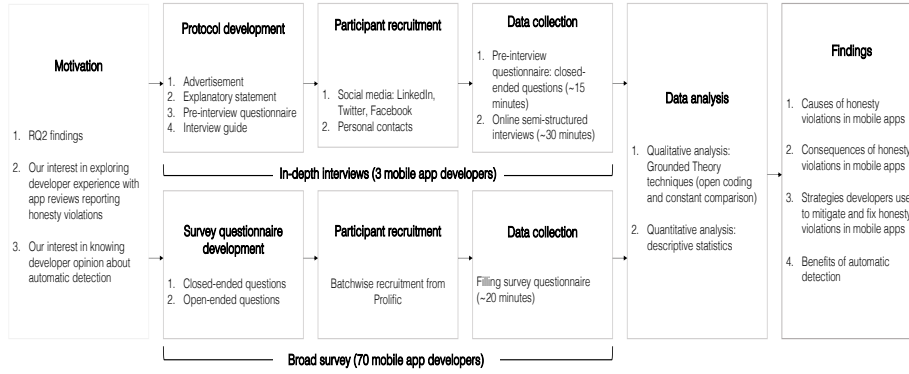 Motivation
1. RQ2 findings
2. Our interest in exploring
developer experience with
app reviews reporting
honesty violations
3. Our interest in knowing
developer opinion about
automatic detection
Protocol development
1. Advertisement
2. Explanatory statement
3. Pre-interview questionnaire
4. Interview guide
Participant recruitment
1. Social media: LinkedIn,
Twitter, Facebook
2. Personal contacts
Data collection
1. Pre-interview
questionnaire: closed-
ended questions (~15
minutes)
2. Online semi-structured
interviews (~30 minutes)
In-depth interviews (3 mobile app developers)
Survey questionnaire
development
1. Closed-ended questions
2. Open-ended questions
Participant recruitment
Batchwise recruitment from
Prolific
Data collection
Filling survey questionnaire
(~20 minutes)
Broad survey (70 mobile app developers)
Data analysis
1. Qualitative analysis:
Grounded Theory
techniques (open coding
and constant comparison)
2. Quantitative analysis:
descriptive statistics
Findings
1. Causes of honesty
violations in mobile apps
2. Consequences of honesty
violations in mobile apps
3. Strategies developers use
to mitigate and fix honesty
violations in mobile apps
4. Benefits of automatic
detection